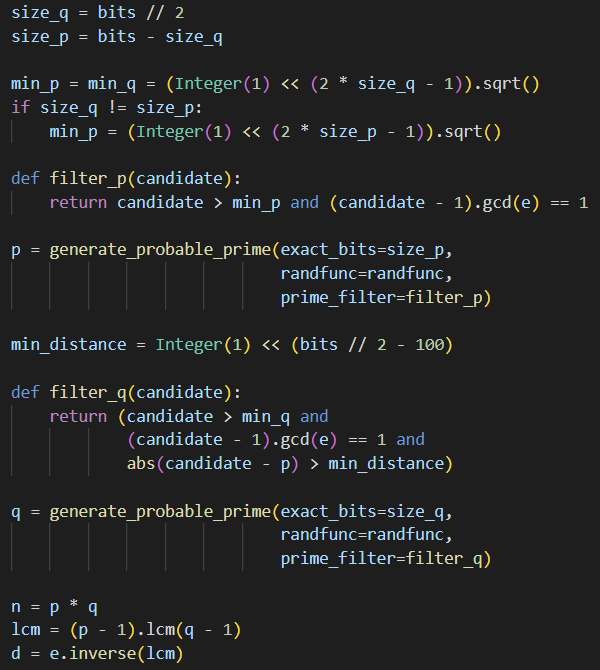 size_q = bits // 2
size_p = bits - size_q
min_p = min_q = (Integer(1) << (2 * size_q - 1)).sqrt()
if size_q != size_p:
    min_p = (Integer(1) << (2 * size_p - 1)).sqrt()
def filter_p(candidate):
    return candidate > min_p and (candidate - 1).gcd(e) == 1
p = generate_probable_prime(exact_bits=size_p,
                            randfunc=randfunc,
                            prime_filter=filter_p)
min_distance = Integer(1) << (bits // 2 - 100)
def filter_q(candidate):
    return (candidate > min_q and
            (candidate - 1).gcd(e) == 1 and
            abs(candidate - p) > min_distance)
q = generate_probable_prime(exact_bits=size_q,
                            randfunc=randfunc,
                            prime_filter=filter_q)
n = p * q
lcm = (p - 1).lcm(q - 1)
d = e.inverse(lcm)